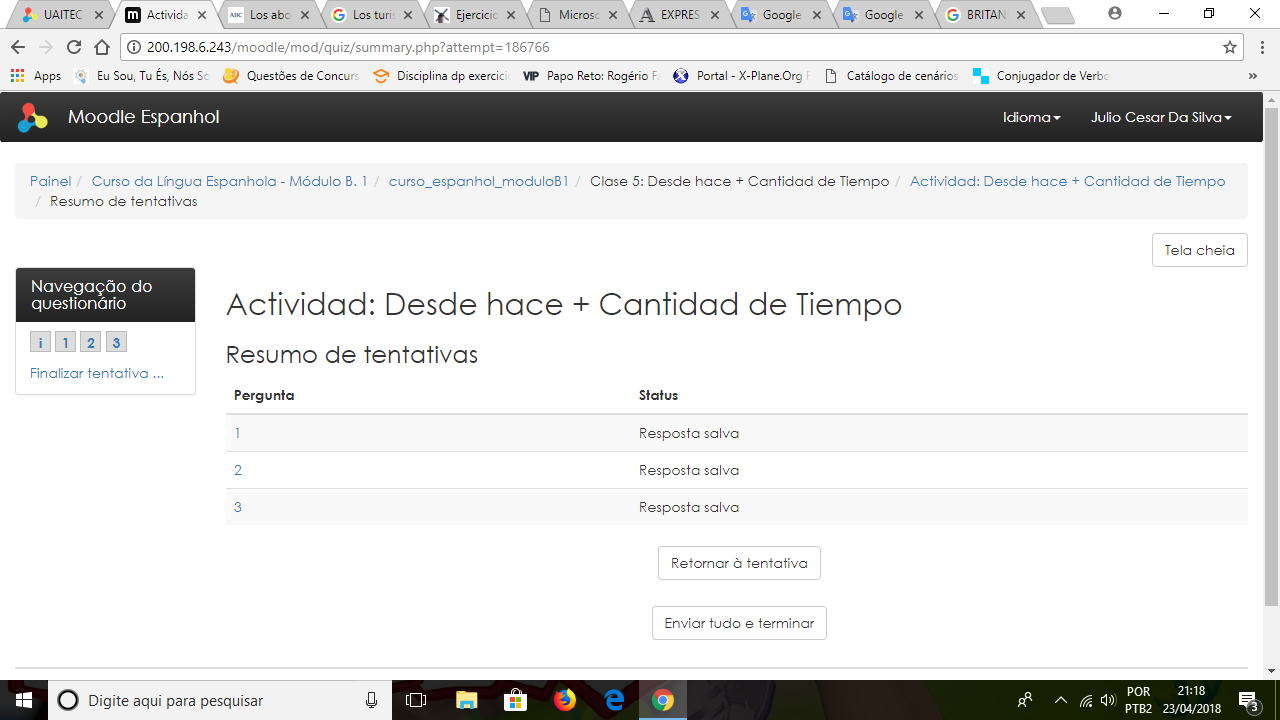 UAITEC
Activida
ABC Los abo
Los turis
Ejercicio
Microso
EXPRES
Google
Google
BRITAN
200.198.6.243/moodle/mod/quiz/summary.php?attempt=186766
Apps Eu Sou, Tu És, Nós So Questões de Concurs Disciplina dp exercici VIP Papo Reto: Rogério F Portal - X-Plane.Org F Catálogo de cenários Conjugador de Verbo »
Moodle Espanhol Idioma Julio Cesar Da Silva
Painel / Curso da Língua Espanhola - Módulo B. 1 / curso_espanhol_moduloB1 / Clase 5: Desde hace + Cantidad de Tiempo / Actividad: Desde hace + Cantidad de Tiempo
/ Resumo de tentativas
Tela cheia
Navegação do
questionário
i 1 2 3
Finalizar tentativa ...
Actividad: Desde hace + Cantidad de Tiempo
Resumo de tentativas
Pergunta Status
1 Resposta salva
2 Resposta salva
3 Resposta salva
Retornar à tentativa
Enviar tudo e terminar
Digite aqui para pesquisar
POR
PTB2
21:18
23/04/2018
3